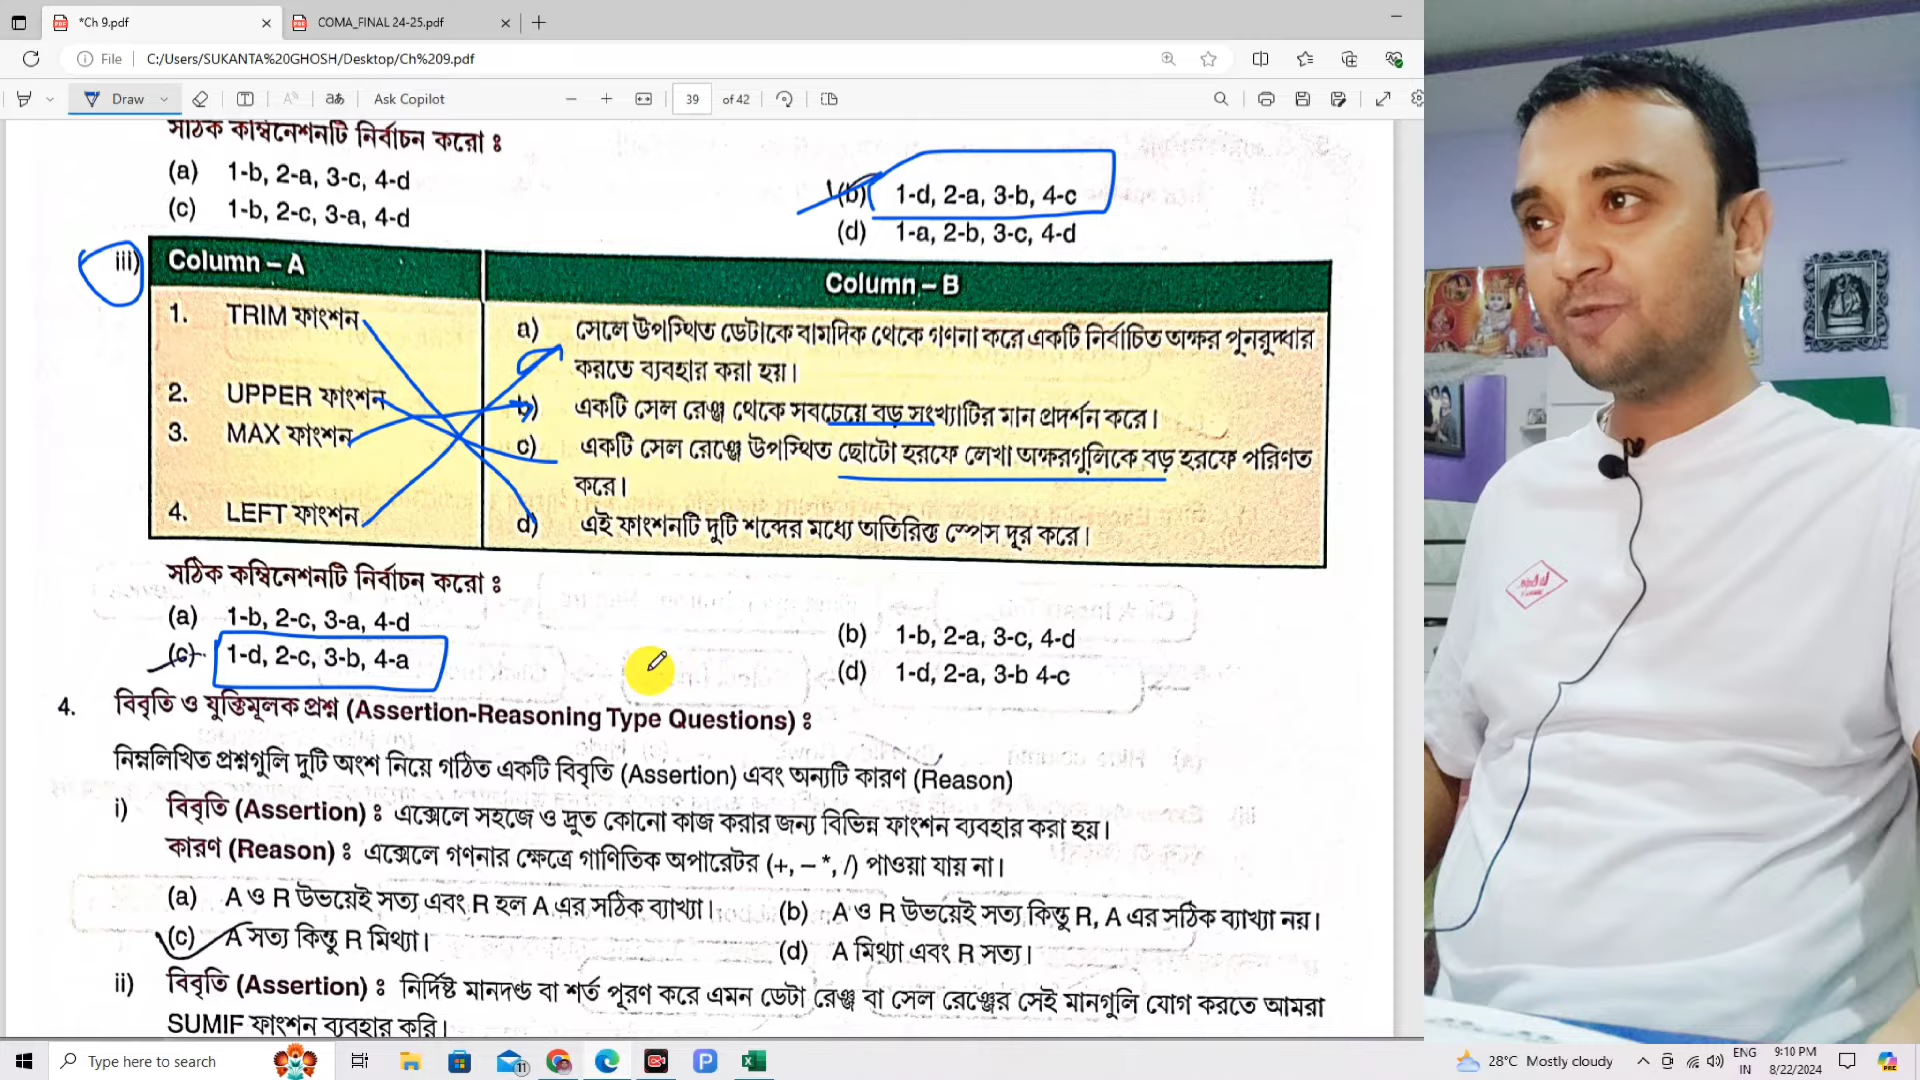 *Ch 9.pdf
COMA_FINAL 24-25.pdf
File C:/Users/SUKANTA%20GHOSH/Desktop/Ch%209.pdf
Draw
Ask Copilot
39 of 42
সঠিক কম্বিনেশনটি নির্বাচন করো ঃ
(a) 1-b, 2-a, 3-c, 4-d
(b) 1-d, 2-a, 3-b, 4-c
(c) 1-b, 2-c, 3-a, 4-d
(d) 1-a, 2-b, 3-c, 4-d
iii) Column – A
Column – B
1. TRIM ফাংশন
a) সেলে উপস্থিত ডেটাকে বামদিক থেকে গণনা করে একটি নির্বাচিত অক্ষর পুনরুদ্ধার
করতে ব্যবহার করা হয়।
2. UPPER ফাংশন
b) একটি সেল রেঞ্জ থেকে সবচেয়ে বড় সংখ্যাটির মান প্রদর্শন করে।
3. MAX ফাংশন
c) একটি সেল রেঞ্জে উপস্থিত ছোটো হরফে লেখা অক্ষরগুলিকে বড় হরফে পরিণত
করে।
4. LEFT ফাংশন
d) এই ফাংশনটি দুটি শব্দের মধ্যে অতিরিক্ত স্পেস দূর করে।
সঠিক কম্বিনেশনটি নির্বাচন করো ঃ
(a) 1-b, 2-c, 3-a, 4-d
(b) 1-b, 2-a, 3-c, 4-d
(c) 1-d, 2-c, 3-b, 4-a
(d) 1-d, 2-a, 3-b 4-c
4. বিবৃতি ও যুক্তিমূলক প্রশ্ন (Assertion-Reasoning Type Questions) ঃ
নিম্নলিখিত প্রশ্নগুলি দুটি অংশ নিয়ে গঠিত একটি বিবৃতি (Assertion) এবং অন্যটি কারণ (Reason)
i) বিবৃতি (Assertion) ঃ এক্সেলে সহজে ও দ্রুত কোনো কাজ করার জন্য বিভিন্ন ফাংশন ব্যবহার করা হয়।
কারণ (Reason) ঃ এক্সেলে গণনার ক্ষেত্রে গাণিতিক অপারেটর (+, – *, /) পাওয়া যায় না।
(a) A ও R উভয়েই সত্য এবং R হল A এর সঠিক ব্যাখ্যা।
(b) A ও R উভয়েই সত্য কিন্তু R, A এর সঠিক ব্যাখ্যা নয়।
(c) A সত্য কিন্তু R মিথ্যা।
(d) A মিথ্যা এবং R সত্য।
ii) বিবৃতি (Assertion) ঃ নির্দিষ্ট মানদণ্ড বা শর্ত পূরণ করে এমন ডেটা রেঞ্জ বা সেল রেঞ্জের সেই মানগুলি যোগ করতে আমরা
SUMIF ফাংশন ব্যবহার করি।
Type here to search
11
28°C Mostly cloudy
ENG
IN
9:10 PM
8/22/2024